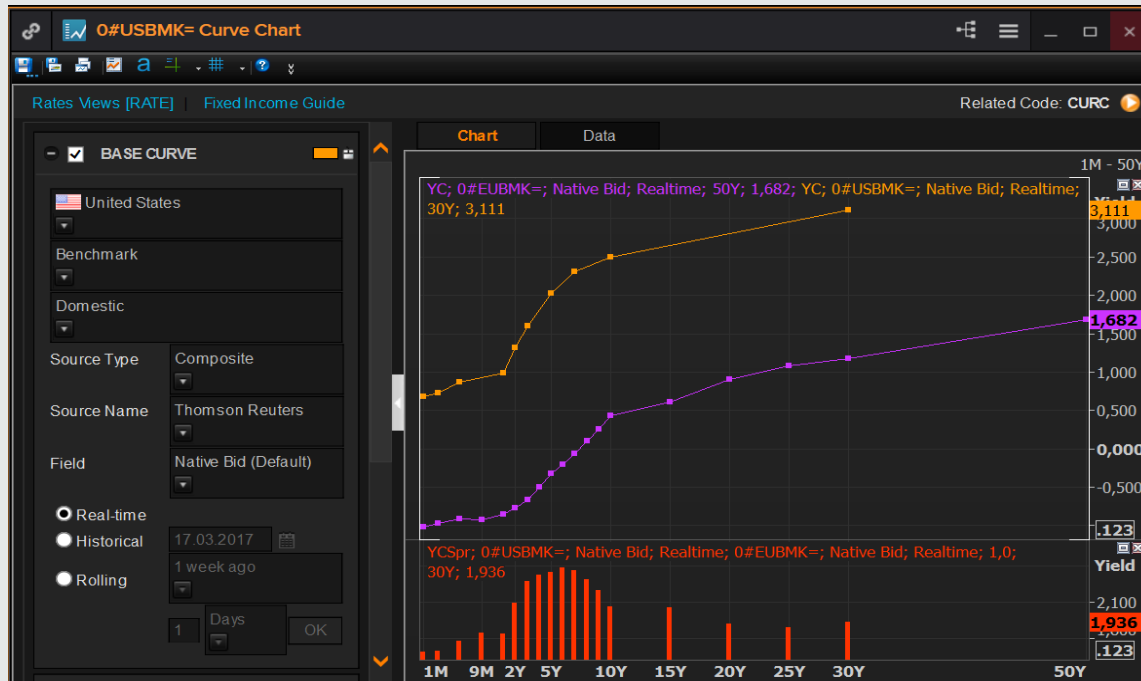 0#USBMK= Curve Chart
Rates Views [RATE] | Fixed Income Guide
Related Code: CURC
BASE CURVE
United States
Benchmark
Domestic
Source Type Composite
Source Name Thomson Reuters
Field Native Bid (Default)
Real-time
Historical 17.03.2017
Rolling 1 week ago
1 Days OK
Chart Data
1M - 50Y
YC; 0#EUBMK=; Native Bid; Realtime; 50Y; 1,682; YC; 0#USBMK=; Native Bid; Realtime;
30Y; 3,111
3,111
3,000
2,500
2,000
1,682
1,500
1,000
0,500
0,000
-0,500
.123
YCSpr; 0#USBMK=; Native Bid; Realtime; 0#EUBMK=; Native Bid; Realtime; 1,0;
30Y; 1,936
Yield
2,100
1,936
.123
1M 9M 2Y 5Y 10Y 15Y 20Y 25Y 30Y 50Y